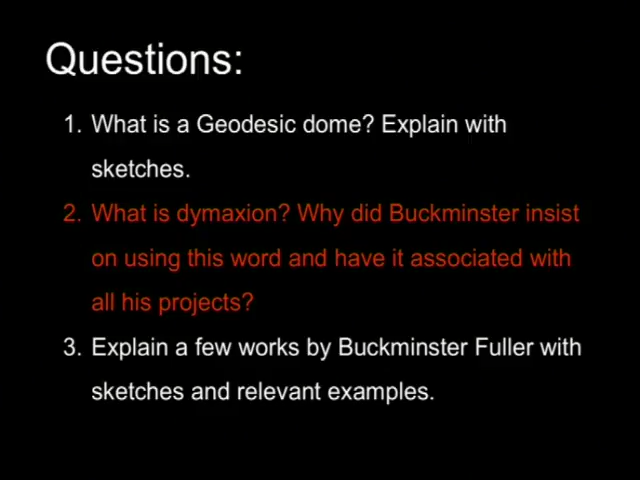 Questions:
1. What is a Geodesic dome? Explain with
sketches.
2. What is dymaxion? Why did Buckminster insist
on using this word and have it associated with
all his projects?
3. Explain a few works by Buckminster Fuller with
sketches and relevant examples.